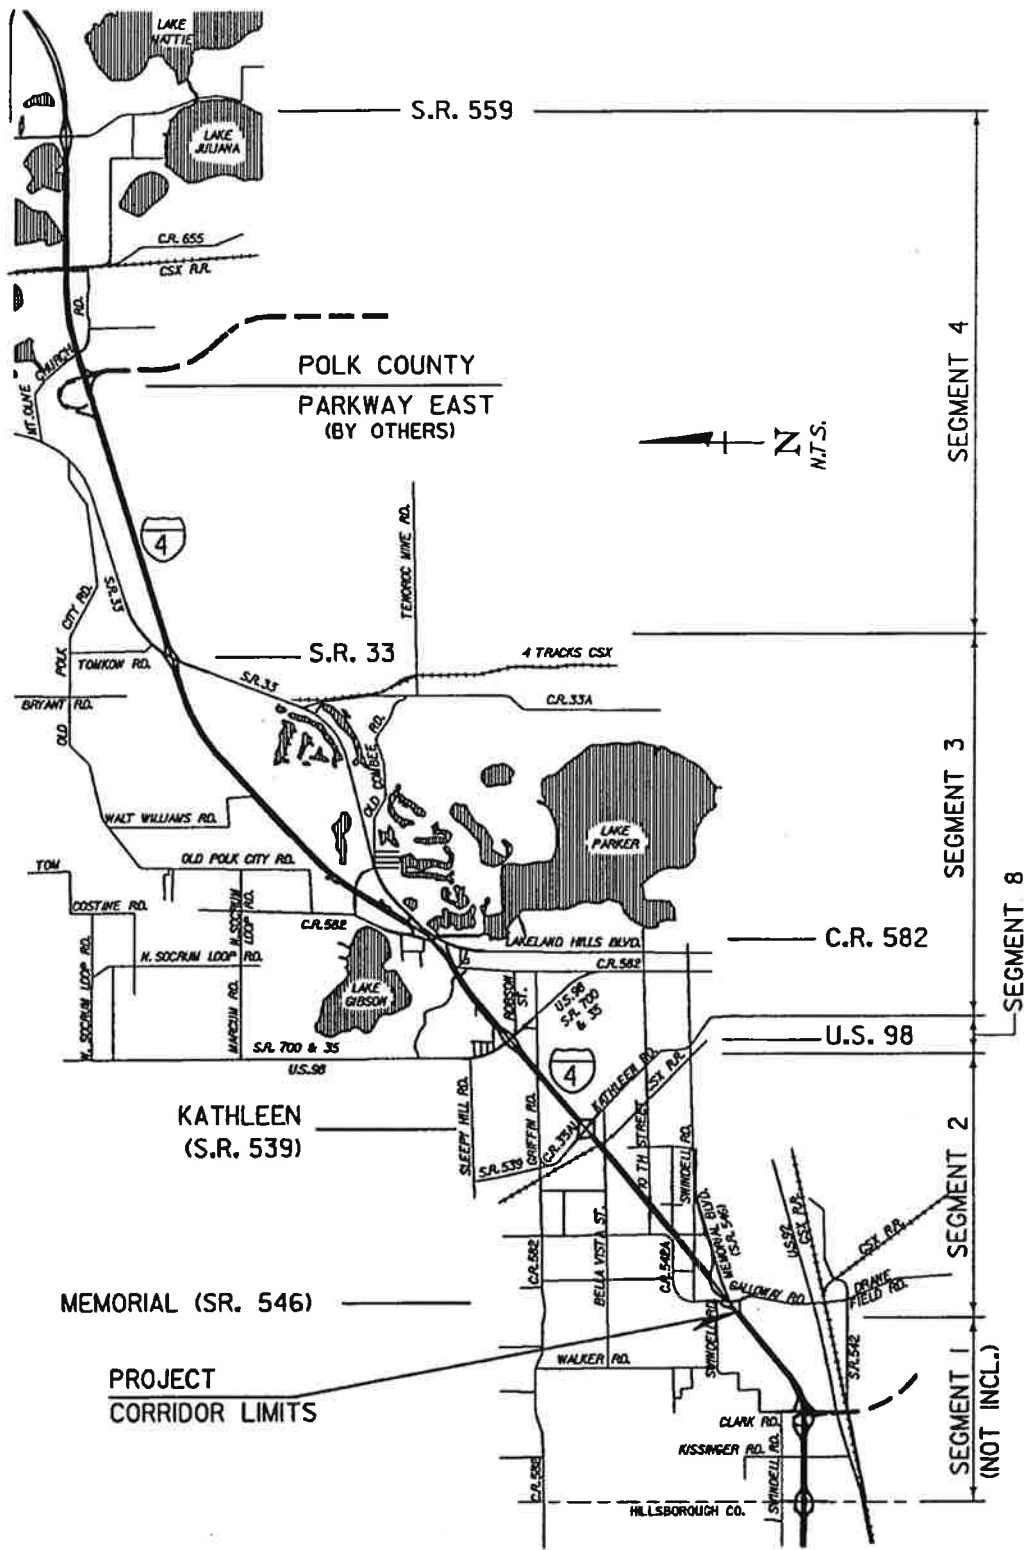 LAKE
MATTIE
S.R. 559
LAKE
JULIANA
C.R. 655
CSX R.R.
RD.
CHURCH
MT. OLIVE
POLK COUNTY
PARKWAY EAST
(BY OTHERS)
SEGMENT 4
N
N.T.S.
4
TENOROC MINE RD.
S.R. 33
CITY RD.
POLK
OLD
TOMKOW RD.
S.R. 33
4 TRACKS CSX
BRYANT RD.
S.R. 33
C.R. 33A
OLD COMBEE RD.
SEGMENT 3
WALT WILLIAMS RD.
LAKE
PARKER
TOM
OLD POLK CITY RD.
COSTINE RD.
N. SOCRUM
LOOP RD.
C.R. 582
SEGMENT 8
N. SOCRUM LOOP RD.
N. SOCRUM LOOP RD.
MARCUM RD.
LAKELAND HILLS BLVD.
C.R. 582
C.R. 582
LAKE
GIBSON
ROBSON
ST.
U.S. 98
S.R. 700
& 35
S.R. 700 & 35
U.S. 98
U.S. 98
4
KATHLEEN RD.
CSX R.R.
KATHLEEN
(S.R. 539)
SLEEPY HILL RD.
GRIFFIN RD.
C.R. 35A
S.R. 539
10 TH STREET
SWINDELL RD.
SEGMENT 2
MEMORIAL BLVD.
(S.R. 546)
U.S. 92
CSX R.R.
CSX R.R.
C.R. 582
BELLA VISTA ST.
C.R. 542A
GALLOWAY RD.
DRANE
FIELD RD.
MEMORIAL (SR. 546)
SWINDELL RD.
WALKER RD.
S.R. 542
PROJECT
CORRIDOR LIMITS
SEGMENT 1
(NOT INCL.)
CLARK RD.
KISSINGER RD.
SWINDELL RD.
C.R. 582
HILLSBOROUGH CO.